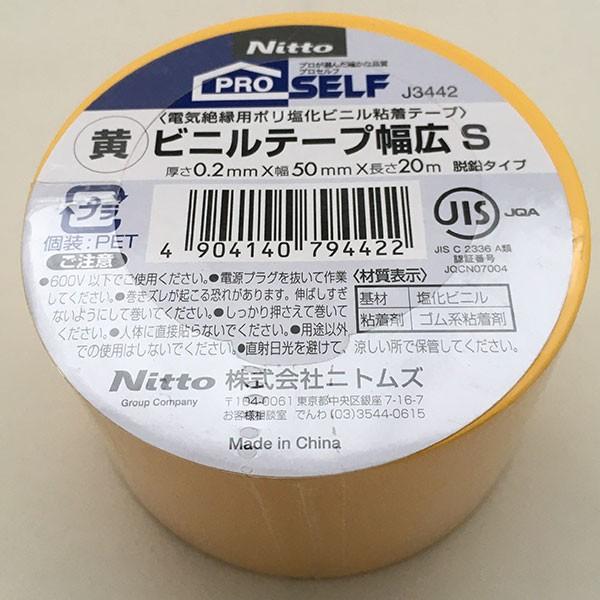 Nitto
プロが選んだ確かな品質
プロセルフ
PRO SELF J3442
〈電気絶縁用ポリ塩化ビニル粘着テープ〉
黄 ビニルテープ幅広 S
厚さ0.2mm×幅50mm×長さ20m 脱鉛タイプ
プラ
個装:PET
4 904140 794422
JIS JQA
JIS C 2336 A類
認証番号
JQCN07004
ご注意
●600V以下でご使用ください。●電源プラグを抜いて作業
してください。●巻きズレが起こる恐れがあります。伸ばしすぎ
ないようにして巻いてください。●しっかり押さえて巻いて
ください。●人体に直接貼らないでください。●用途以外
での使用はしないでください。●直射日光を避けて、涼しい所で保管してください。
〈材質表示〉
基材 塩化ビニル
粘着剤 ゴム系粘着剤
Nitto 株式会社ニトムズ
Group Company 〒104-0061 東京都中央区銀座7-16-7
お客様相談室 でんわ(03)3544-0615
Made in China